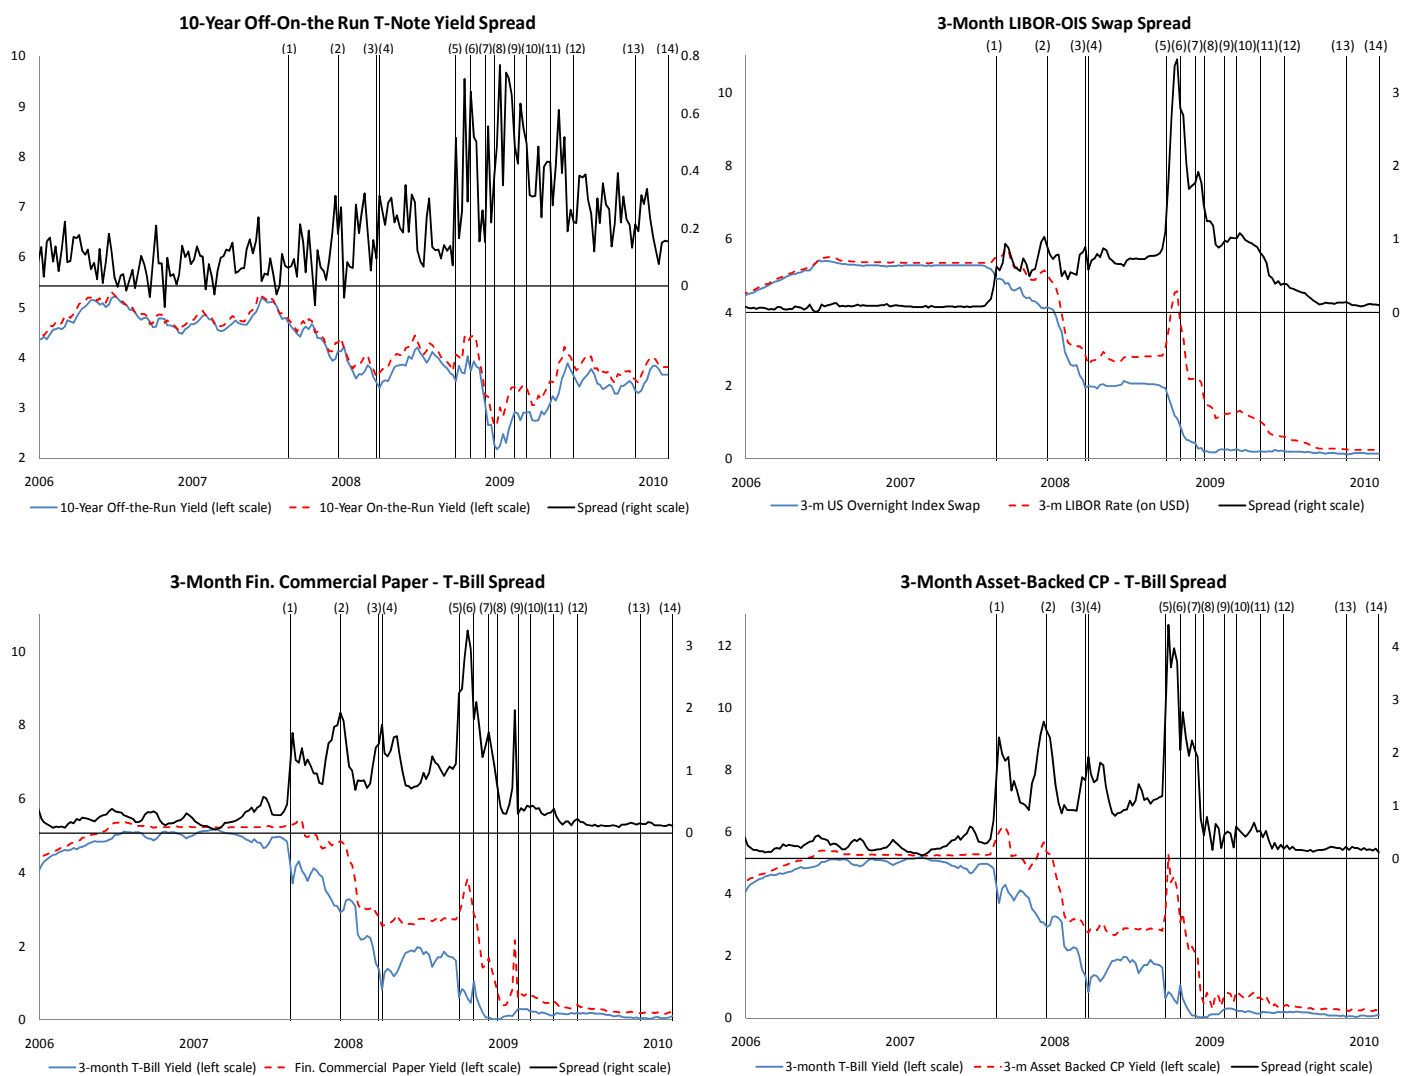 10-Year Off-On-the Run T-Note Yield Spread
(1) (2) (3) (4) (5) (6) (7) (8) (9) (10) (11) (12) (13) (14)
10 9 8 7 6 5 4 3 2
0.8 0.6 0.4 0.2 0
2006 2007 2008 2009 2010
10-Year Off-the-Run Yield (left scale) 10-Year On-the-Run Yield (left scale) Spread (right scale)
3-Month LIBOR-OIS Swap Spread
(1) (2) (3) (4) (5) (6) (7) (8) (9) (10) (11) (12) (13) (14)
10 8 6 4 2 0
3 2 1 0
2006 2007 2008 2009 2010
3-m US Overnight Index Swap 3-m LIBOR Rate (on USD) Spread (right scale)
3-Month Fin. Commercial Paper - T-Bill Spread
(1) (2) (3) (4) (5) (6) (7) (8) (9) (10) (11) (12) (13) (14)
10 8 6 4 2 0
3 2 1 0
2006 2007 2008 2009 2010
3-month T-Bill Yield (left scale) Fin. Commercial Paper Yield (left scale) Spread (right scale)
3-Month Asset-Backed CP - T-Bill Spread
(1) (2) (3) (4) (5) (6) (7) (8) (9) (10) (11) (12) (13) (14)
12 10 8 6 4 2 0
4 3 2 1 0
2006 2007 2008 2009 2010
3-month T-Bill Yield (left scale) 3-m Asset Backed CP Yield (left scale) Spread (right scale)